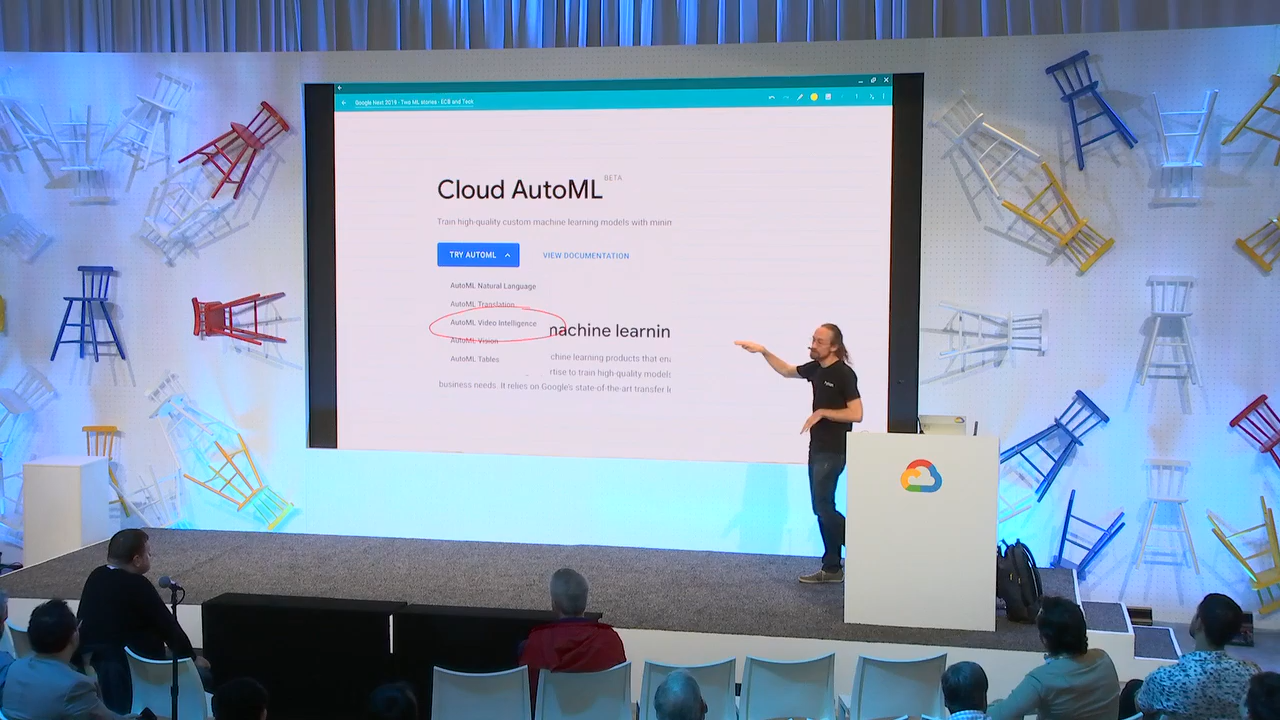 Google Next 2019 - Two ML stories - ECB and Teck
Cloud AutoML BETA
Train high-quality custom machine learning models with minim
TRY AUTOML
VIEW DOCUMENTATION
AutoML Natural Language
AutoML Translation
AutoML Video Intelligence
machine learnin
AutoML Vision
chine learning products that ena
AutoML Tables
rtise to train high-quality models
business needs. It relies on Google's state-of-the-art transfer le